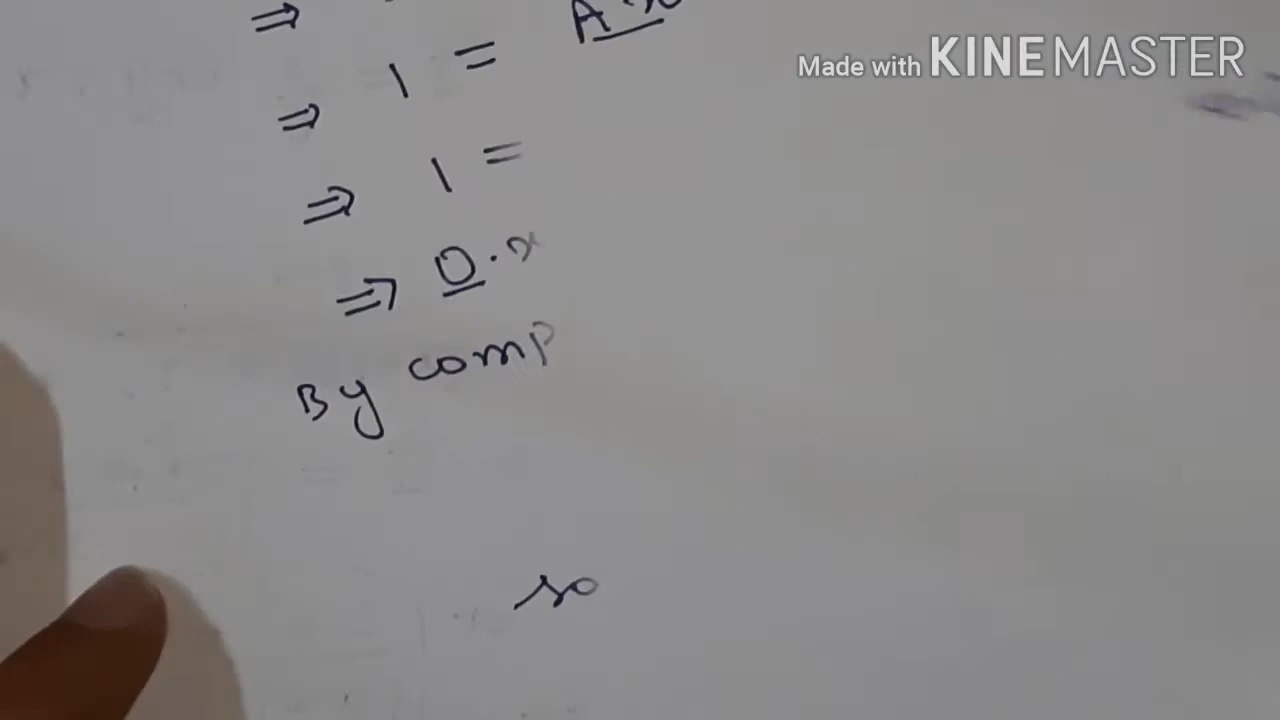 Made with KINEMASTER
⇒
⇒ 1 = A.x
⇒ 1 =
⇒ 0.x
By comp
so